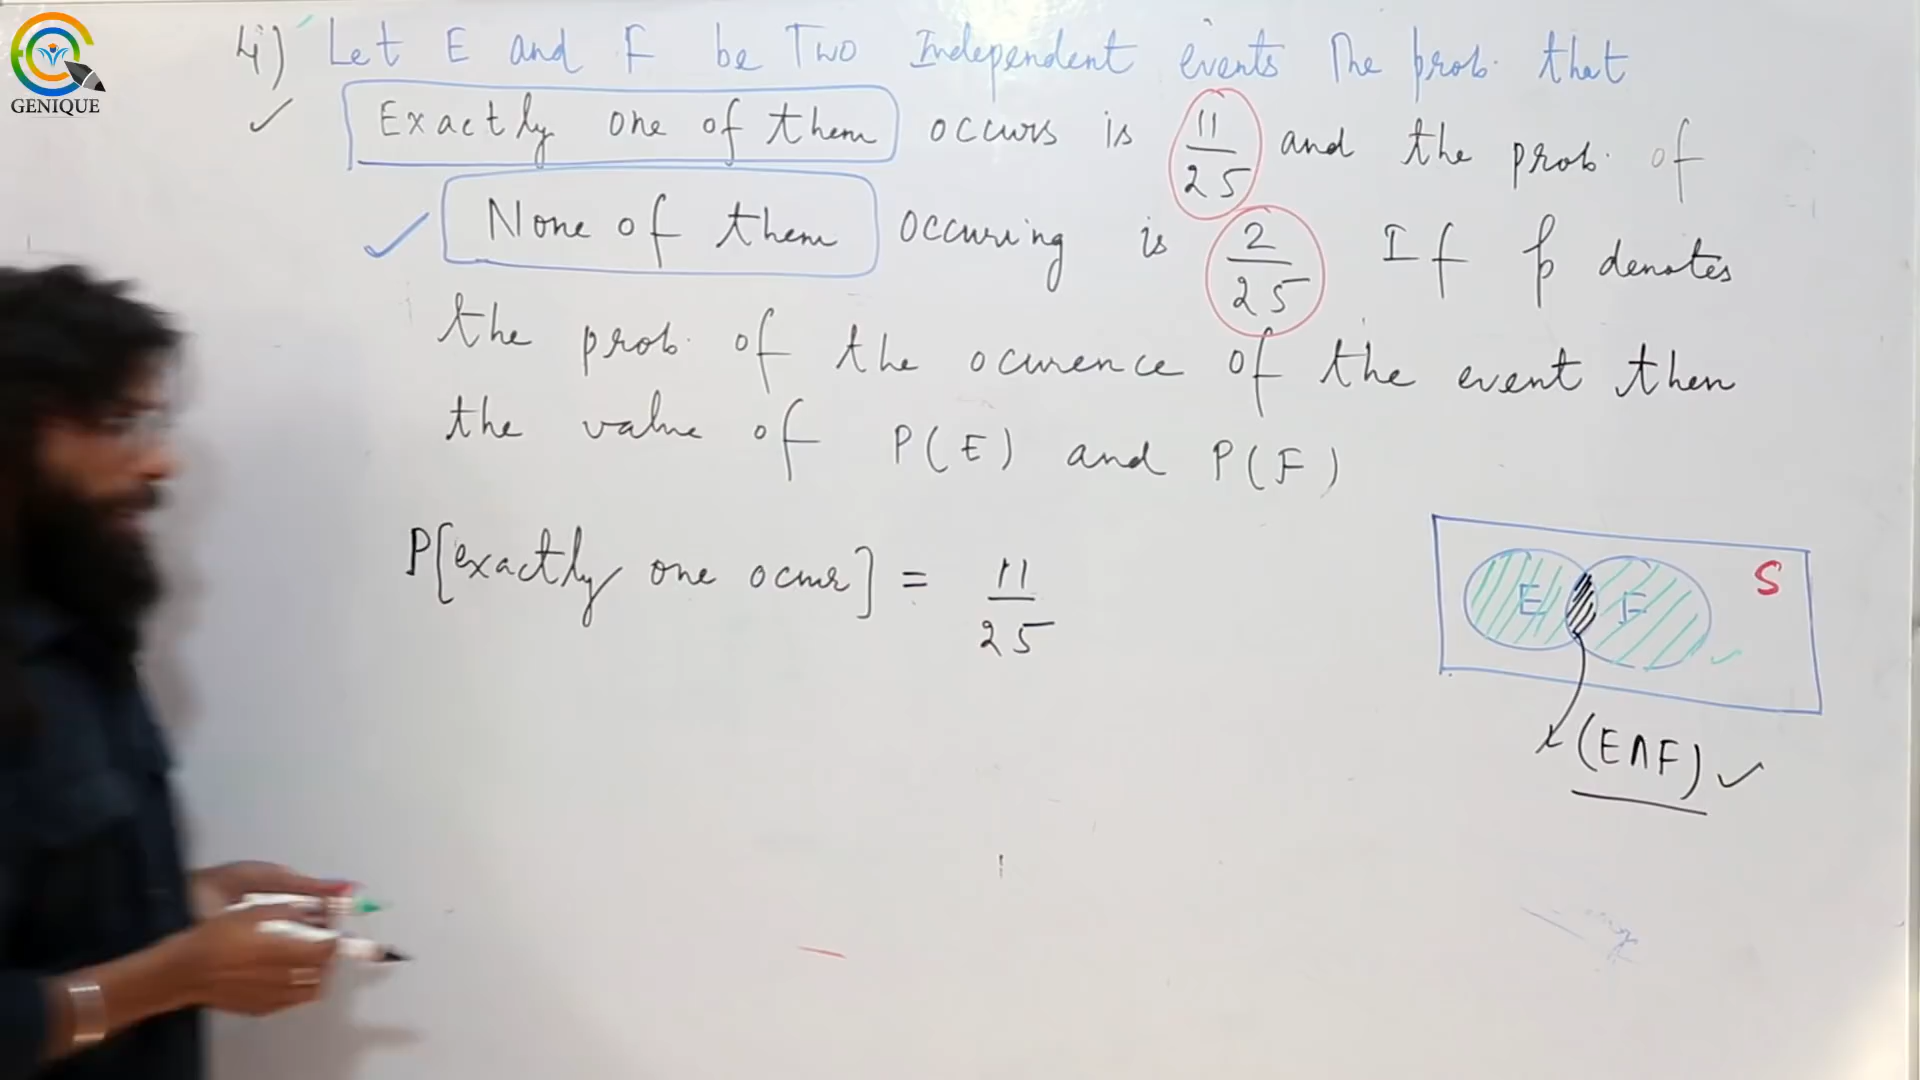 GENIQUE
4) Let E and F be Two Independent events The prob. that
Exactly one of them occurs is 11/25 and the prob. of
None of them occuring is 2/25 If p denotes
the prob. of the ocurence of the event then
the value of P(E) and P(F)
P[exactly one ocur] = 11/25
E F S
(E∩F)